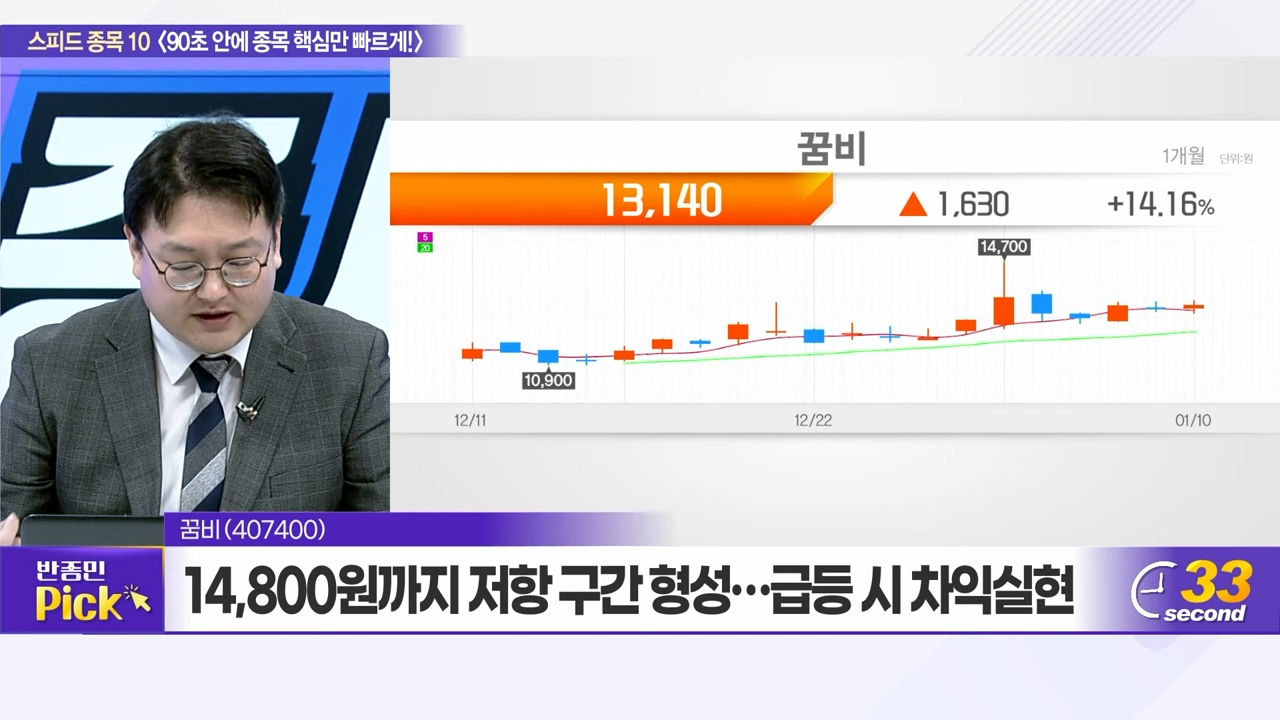 스피드 종목 10 〈90초 안에 종목 핵심만 빠르게!〉
꿈비
1개월 단위:원
13,140 ▲ 1,630 +14.16%
5
20
14,700
10,900
12/11 12/22 01/10
꿈비(407400)
반종민
Pick
14,800원까지 저항 구간 형성…급등 시 차익실현
33
second